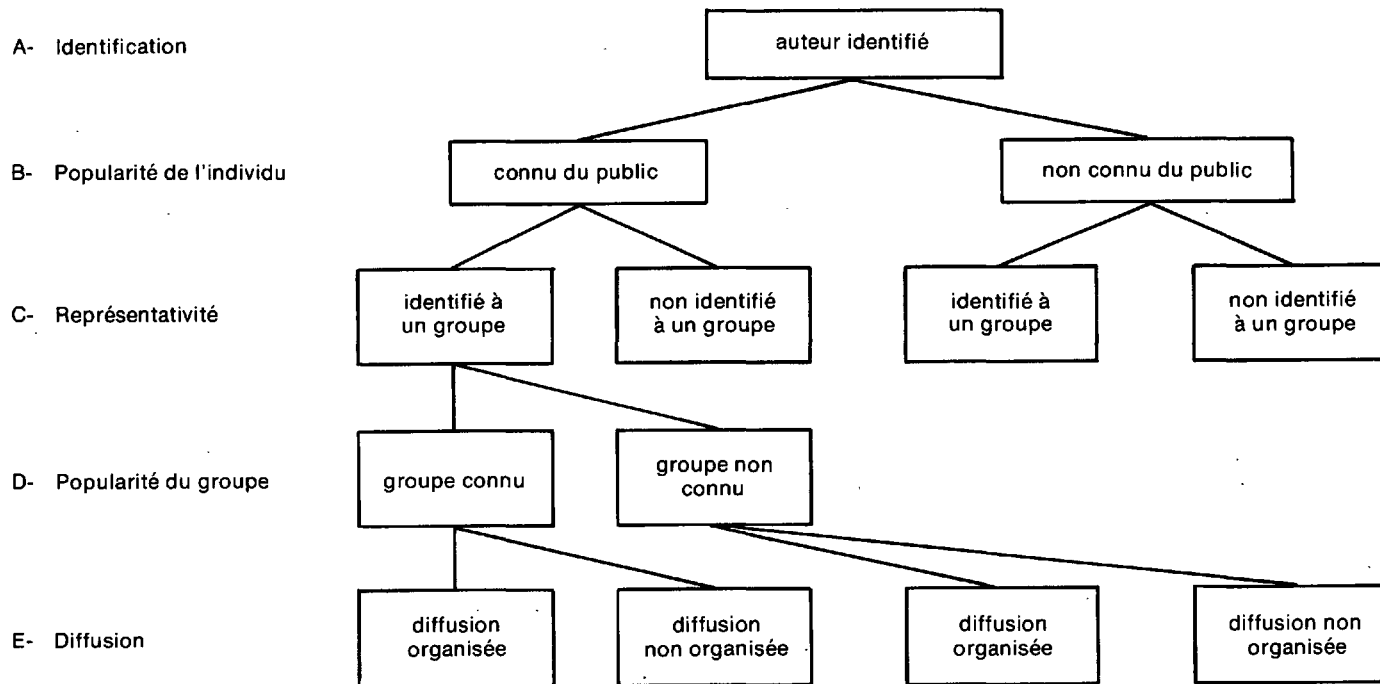 A- Identification
auteur identifié
B- Popularité de l'individu
connu du public
non connu du public
C- Représentativité
identifié à
un groupe
non identifié
à un groupe
identifié à
un groupe
non identifié
à un groupe
D- Popularité du groupe
groupe connu
groupe non
connu
E- Diffusion
diffusion
organisée
diffusion
non organisée
diffusion
organisée
diffusion non
organisée